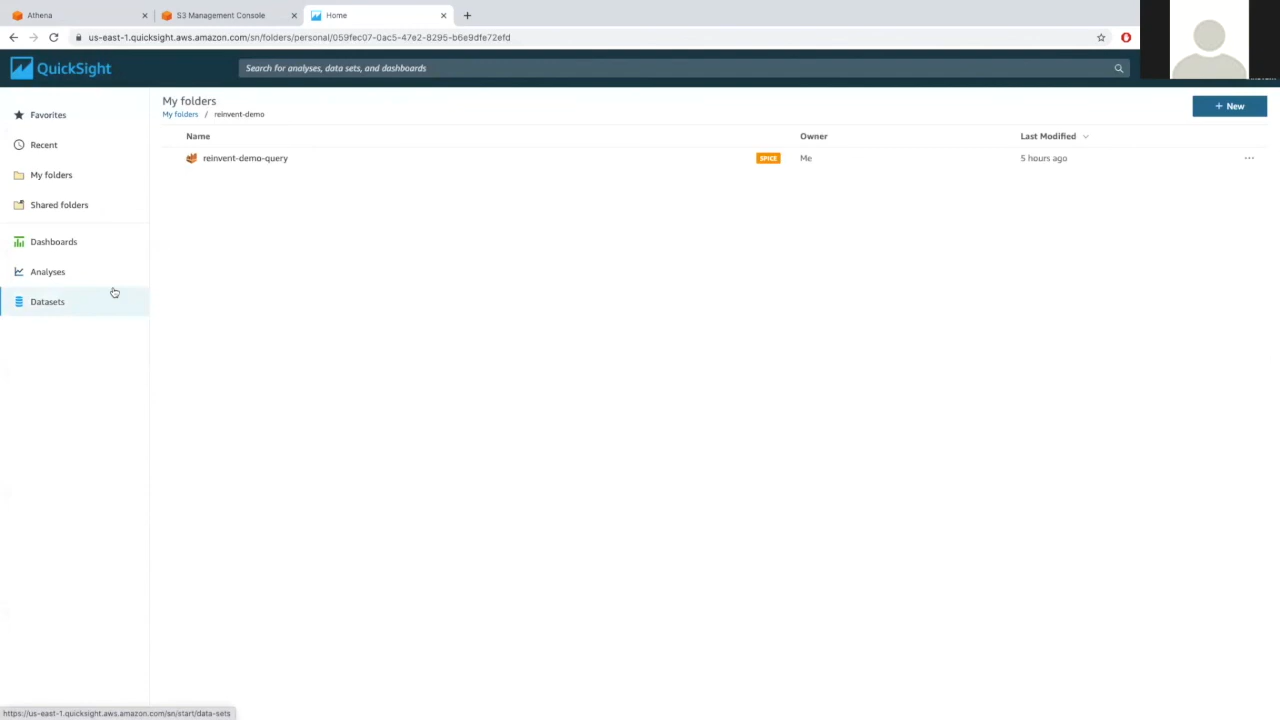 Athena
S3 Management Console
Home
us-east-1.quicksight.aws.amazon.com/sn/folders/personal/059fec07-0ac5-47e2-8295-b6e9dfe72efd
QuickSight
Search for analyses, data sets, and dashboards
Favorites
Recent
My folders
Shared folders
Dashboards
Analyses
Datasets
My folders
My folders / reinvent-demo
+ New
Name Owner Last Modified
reinvent-demo-query SPICE Me 5 hours ago ...
https://us-east-1.quicksight.aws.amazon.com/sn/start/data-sets